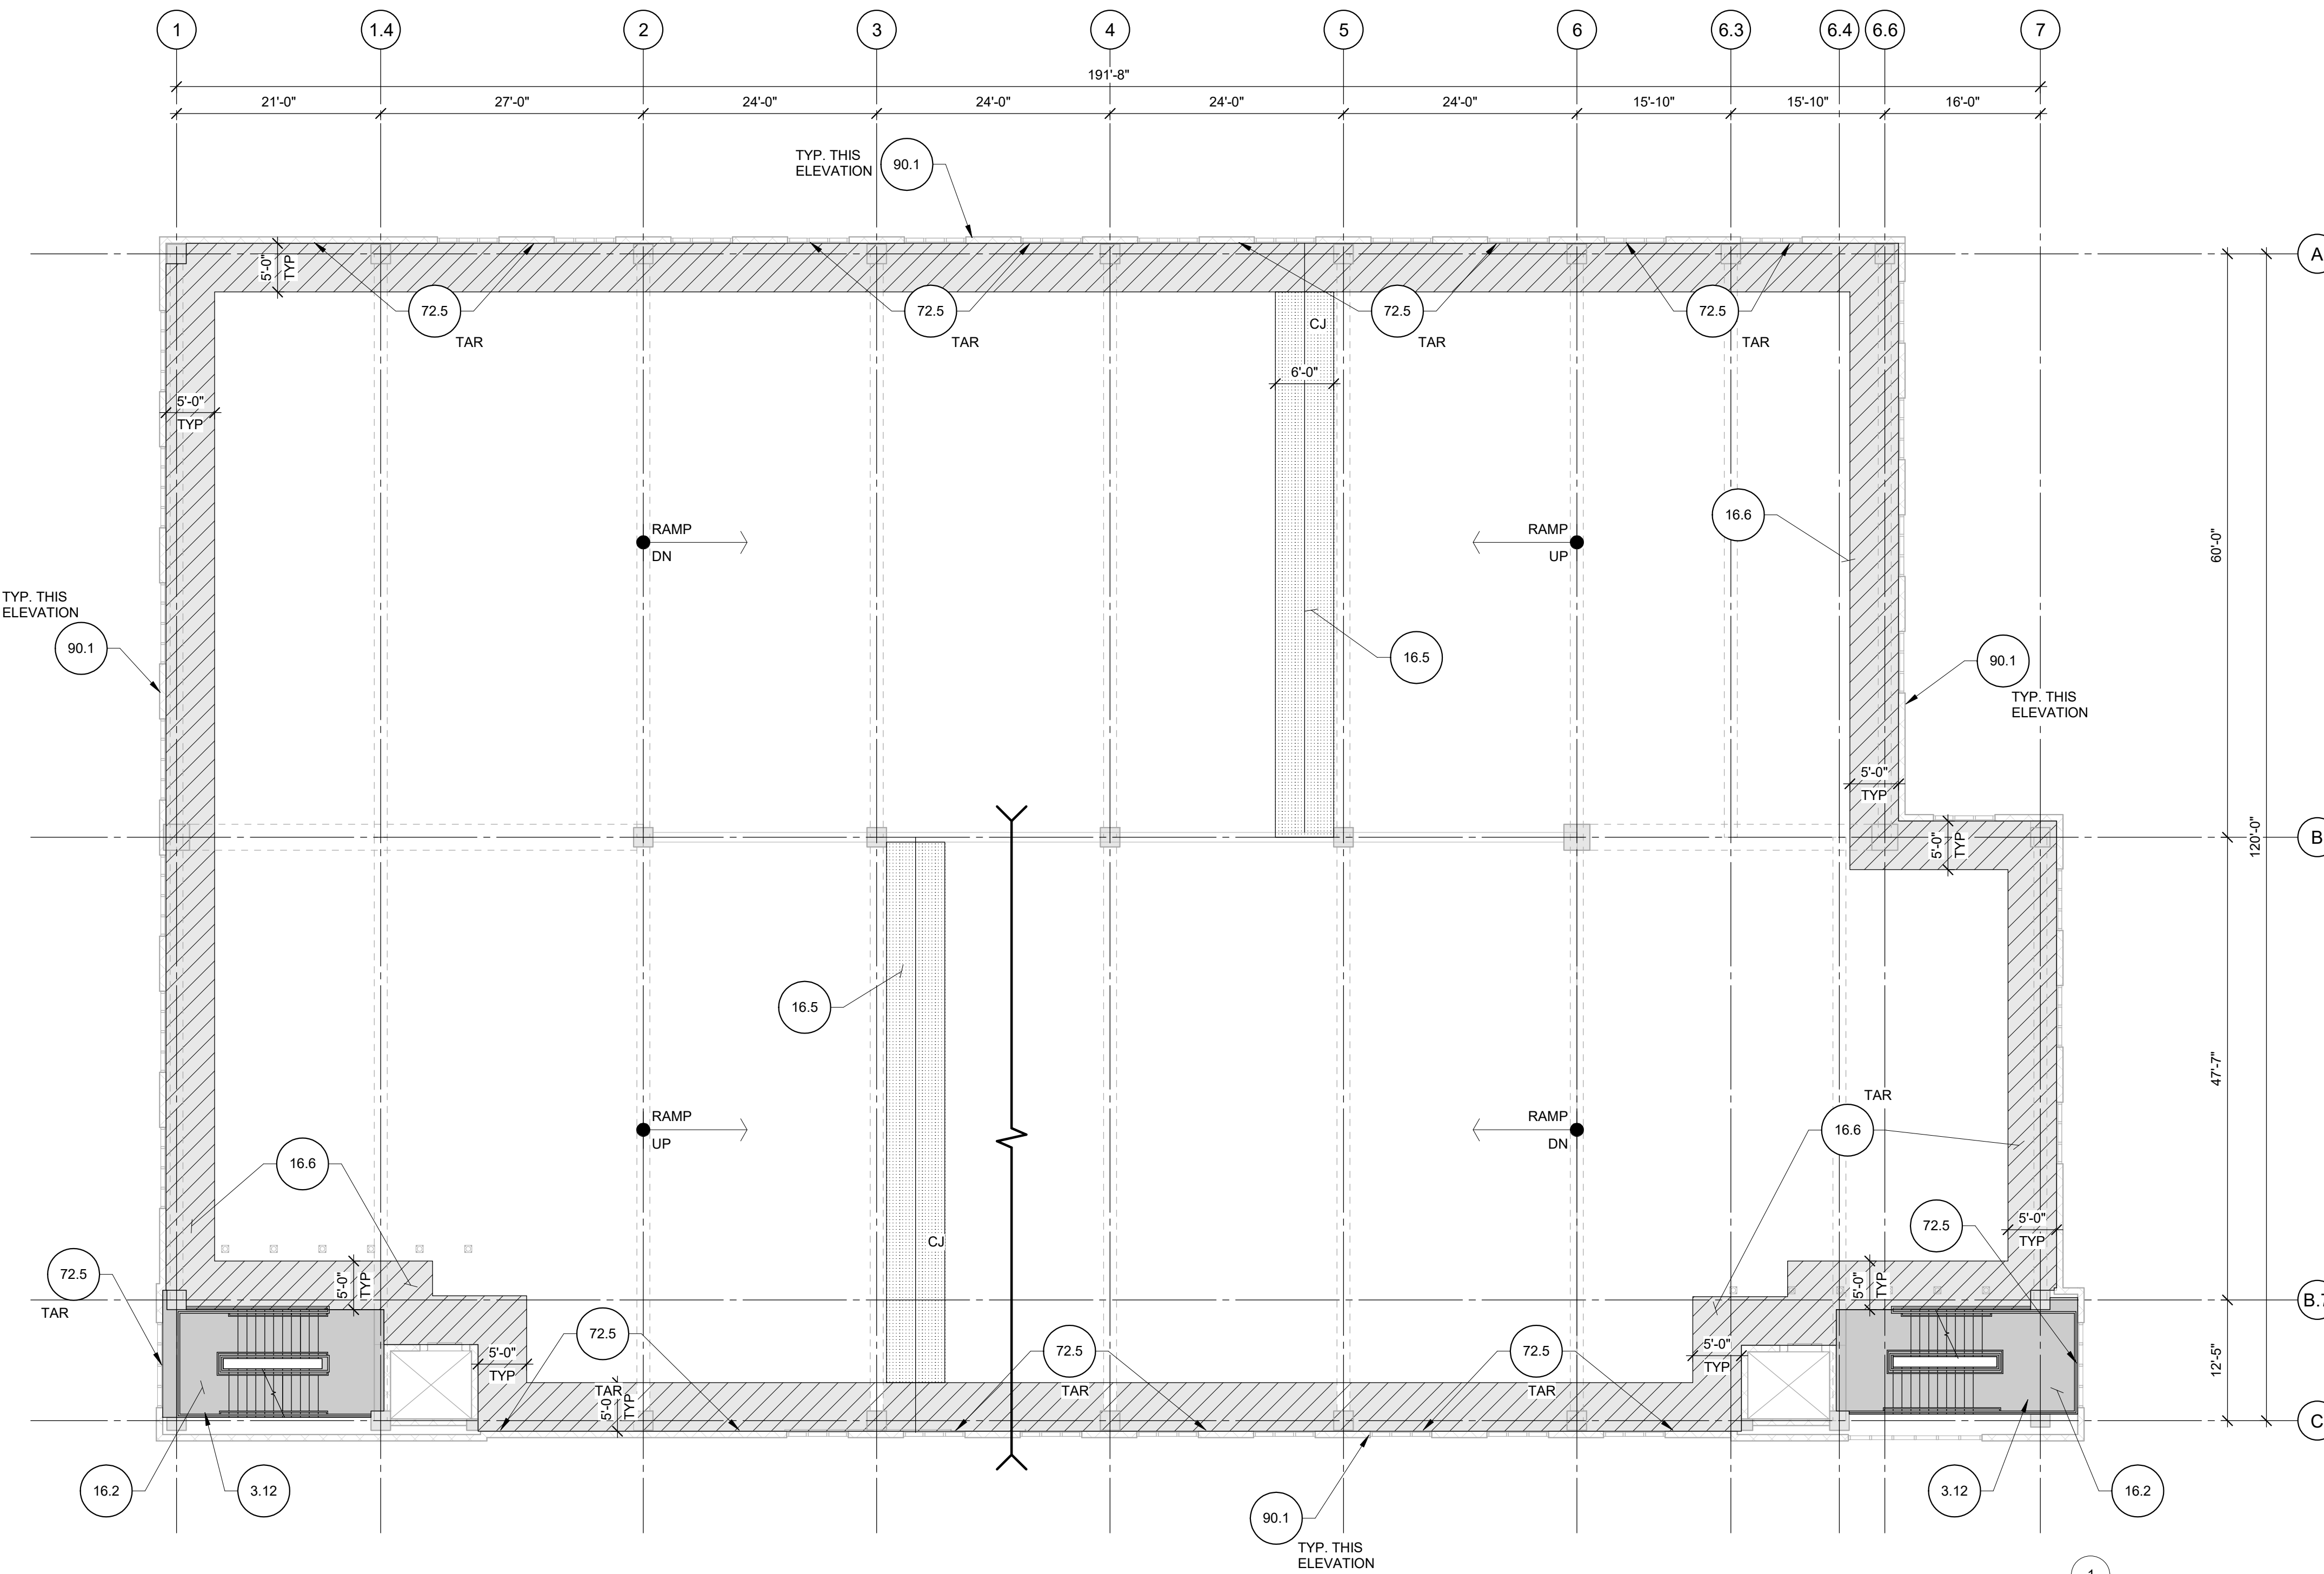 1
1.4
2
3
4
5
6
6.3
6.4
6.6
7
191'-8"
21'-0"
27'-0"
24'-0"
24'-0"
24'-0"
24'-0"
15'-10"
15'-10"
16'-0"
TYP. THIS
ELEVATION
90.1
A
5'-0"
TYP
72.5
TAR
72.5
TAR
72.5
TAR
72.5
TAR
CJ
6'-0"
5'-0"
TYP
16.6
RAMP
DN
RAMP
UP
60'-0"
TYP. THIS
ELEVATION
90.1
16.5
90.1
TYP. THIS
ELEVATION
5'-0"
TYP
B
120'-0"
5'-0"
TYP
16.5
47'-7"
TAR
16.6
RAMP
UP
RAMP
DN
16.6
CJ
72.5
5'-0"
TYP
72.5
TAR
5'-0"
TYP
5'-0"
TYP
B.7
72.5
TAR
5'-0"
TYP
5'-0"
TYP
72.5
TAR
72.5
TAR
5'-0"
TYP
12'-5"
C
16.2
3.12
90.1
TYP. THIS
ELEVATION
3.12
16.2
1